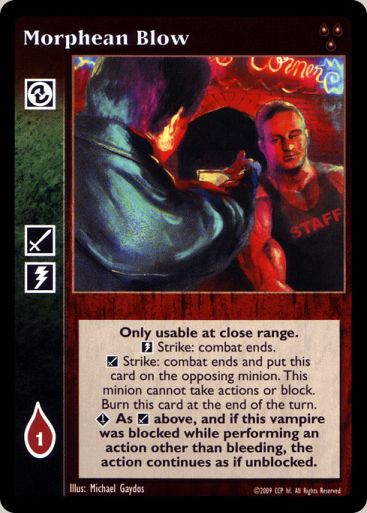 Morphean Blow
Corner
STAFF
Only usable at close range.
Strike: combat ends.
Strike: combat ends and put this
card on the opposing minion. This
minion cannot take actions or block.
Burn this card at the end of the turn.
As above, and if this vampire
was blocked while performing an
action other than bleeding, the
action continues as if unblocked.
1
Illus: Michael Gaydos
©2009 CCP hf. All Rights Reserved